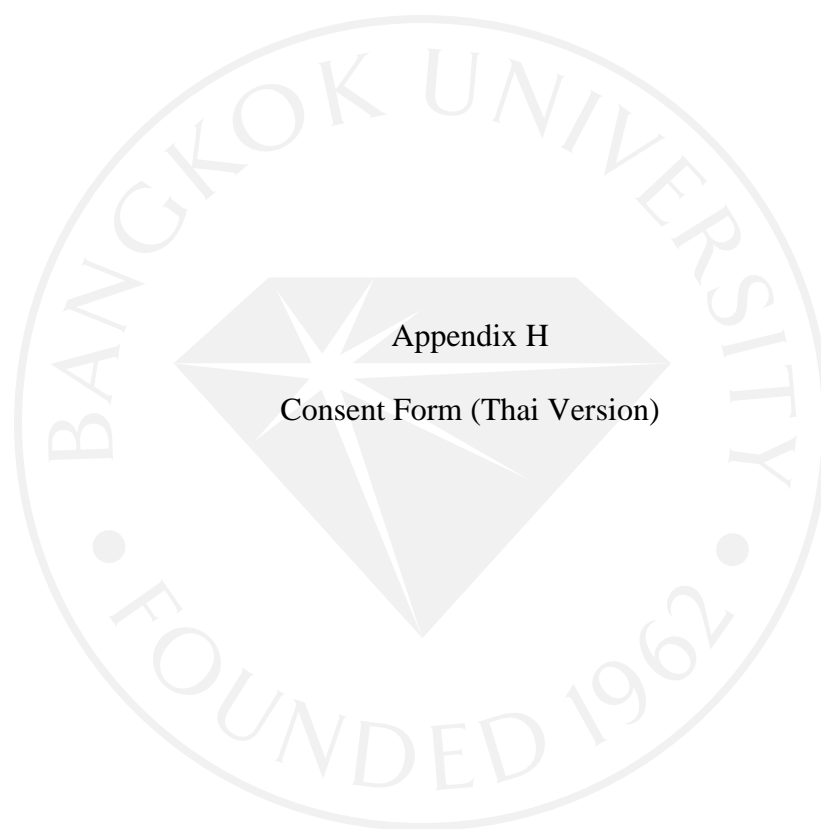 BANGKOK UNIVERSITY
Appendix H
Consent Form (Thai Version)
• FOUNDED 1962 •